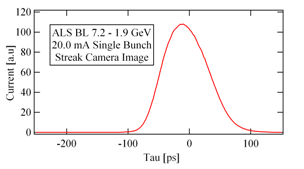 120
100
80
60
40
20
0
Current [a.u]
ALS BL 7.2 - 1.9 GeV
20.0 mA Single Bunch
Streak Camera Image
-200
-100
0
100
Tau [ps]